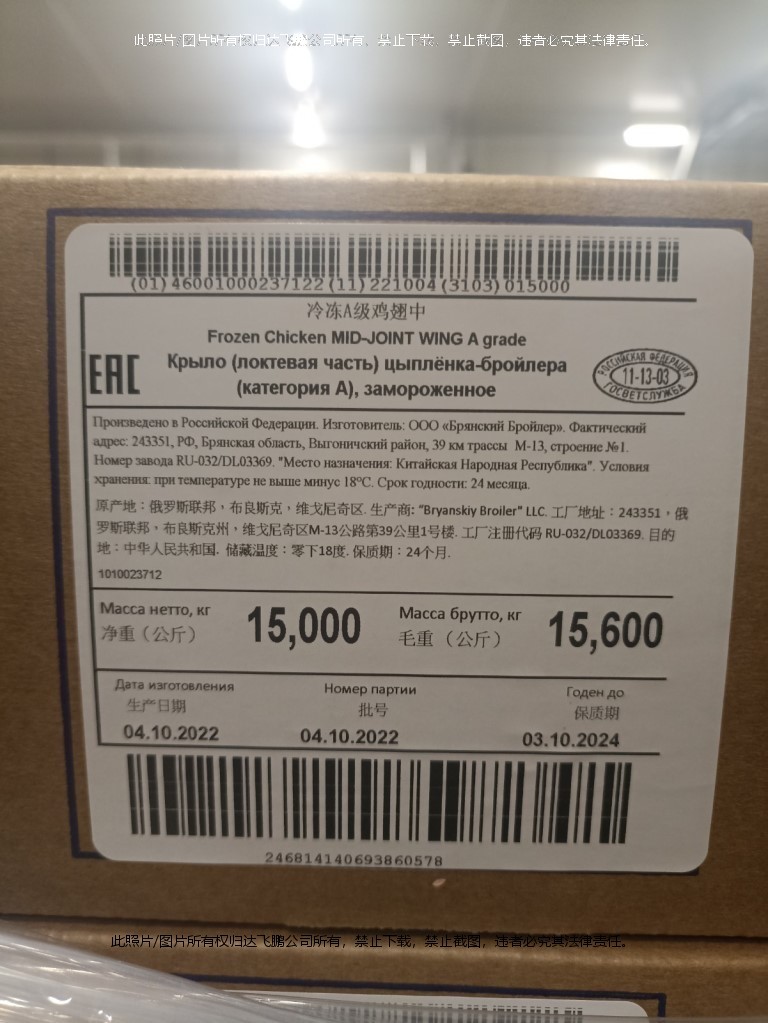 此照片/图片所有权归达飞鹏公司所有，禁止下载，禁止截图，违者必究其法律责任。
(01) 46001000237122 (11) 221004 (3103) 015000
冷冻A级鸡翅中
Frozen Chicken MID-JOINT WING A grade
EAC
Крыло (локтевая часть) цыплёнка-бройлера
(категория А), замороженное
РОССИЙСКАЯ ФЕДЕРАЦИЯ
11-13-03
ГОСВЕТСЛУЖБА
Произведено в Российской Федерации. Изготовитель: ООО «Брянский Бройлер». Фактический
адрес: 243351, РФ, Брянская область, Выгоничский район, 39 км трассы М-13, строение №1.
Номер завода RU-032/DL03369. "Место назначения: Китайская Народная Республика". Условия
хранения: при температуре не выше минус 18°С. Срок годности: 24 месяца.
原产地：俄罗斯联邦，布良斯克，维戈尼奇区. 生产商: "Bryanskiy Broiler" LLC. 工厂地址：243351，俄
罗斯联邦，布良斯克州，维戈尼奇区M-13公路第39公里1号楼. 工厂注册代码 RU-032/DL03369. 目的
地：中华人民共和国. 储藏温度：零下18度. 保质期：24个月.
1010023712
Масса нетто, кг 15,000 Масса брутто, кг 15,600
净重（公斤） 毛重（公斤）
Дата изготовления Номер партии Годен до
生产日期 批号 保质期
04.10.2022 04.10.2022 03.10.2024
246814140693860578
此照片/图片所有权归达飞鹏公司所有，禁止下载，禁止截图，违者必究其法律责任。